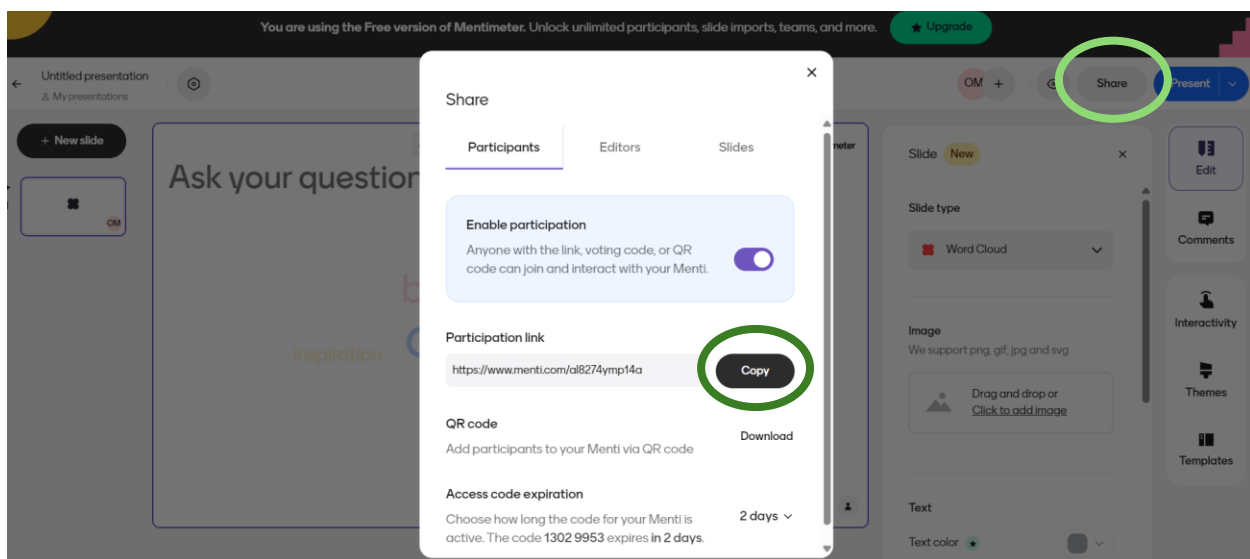 You are using the Free version of Mentimeter. Unlock unlimited participants, slide imports, teams, and more.
Upgrade
Untitled presentation
My presentations
OM +
Share
Present
+ New slide
OM
Ask your question
inspiration
Share
Participants
Editors
Slides
Enable participation
Anyone with the link, voting code, or QR
code can join and interact with your Menti.
Participation link
https://www.menti.com/al8274ymp14a
Copy
QR code
Add participants to your Menti via QR code
Download
Access code expiration
Choose how long the code for your Menti is
active. The code 1302 9953 expires in 2 days.
2 days
Slide New
Slide type
Word Cloud
Image
We support png, gif, jpg and svg
Drag and drop or
Click to add image
Text
Text color
Edit
Comments
Interactivity
Themes
Templates